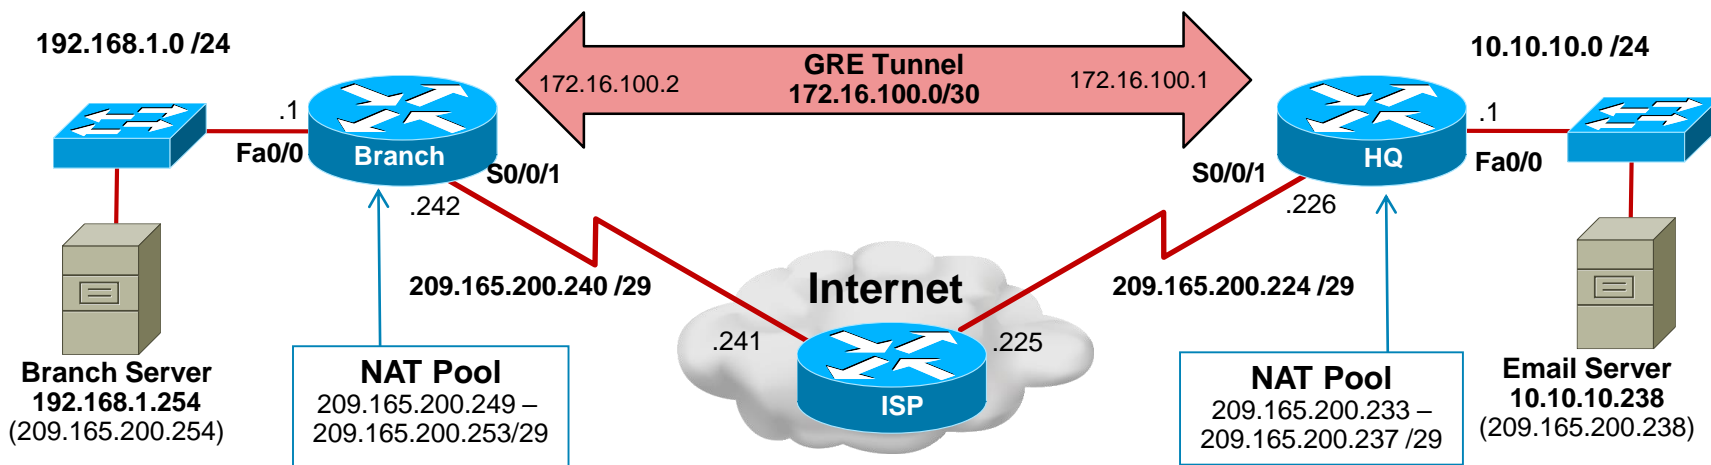 192.168.1.0 /24
GRE Tunnel
172.16.100.0/30
172.16.100.2
172.16.100.1
10.10.10.0 /24
.1
Fa0/0
Branch
S0/0/1
.242
HQ
S0/0/1
.226
.1
Fa0/0
209.165.200.240 /29
Internet
209.165.200.224 /29
.241
.225
ISP
Branch Server
192.168.1.254
(209.165.200.254)
NAT Pool
209.165.200.249 –
209.165.200.253/29
NAT Pool
209.165.200.233 –
209.165.200.237 /29
Email Server
10.10.10.238
(209.165.200.238)